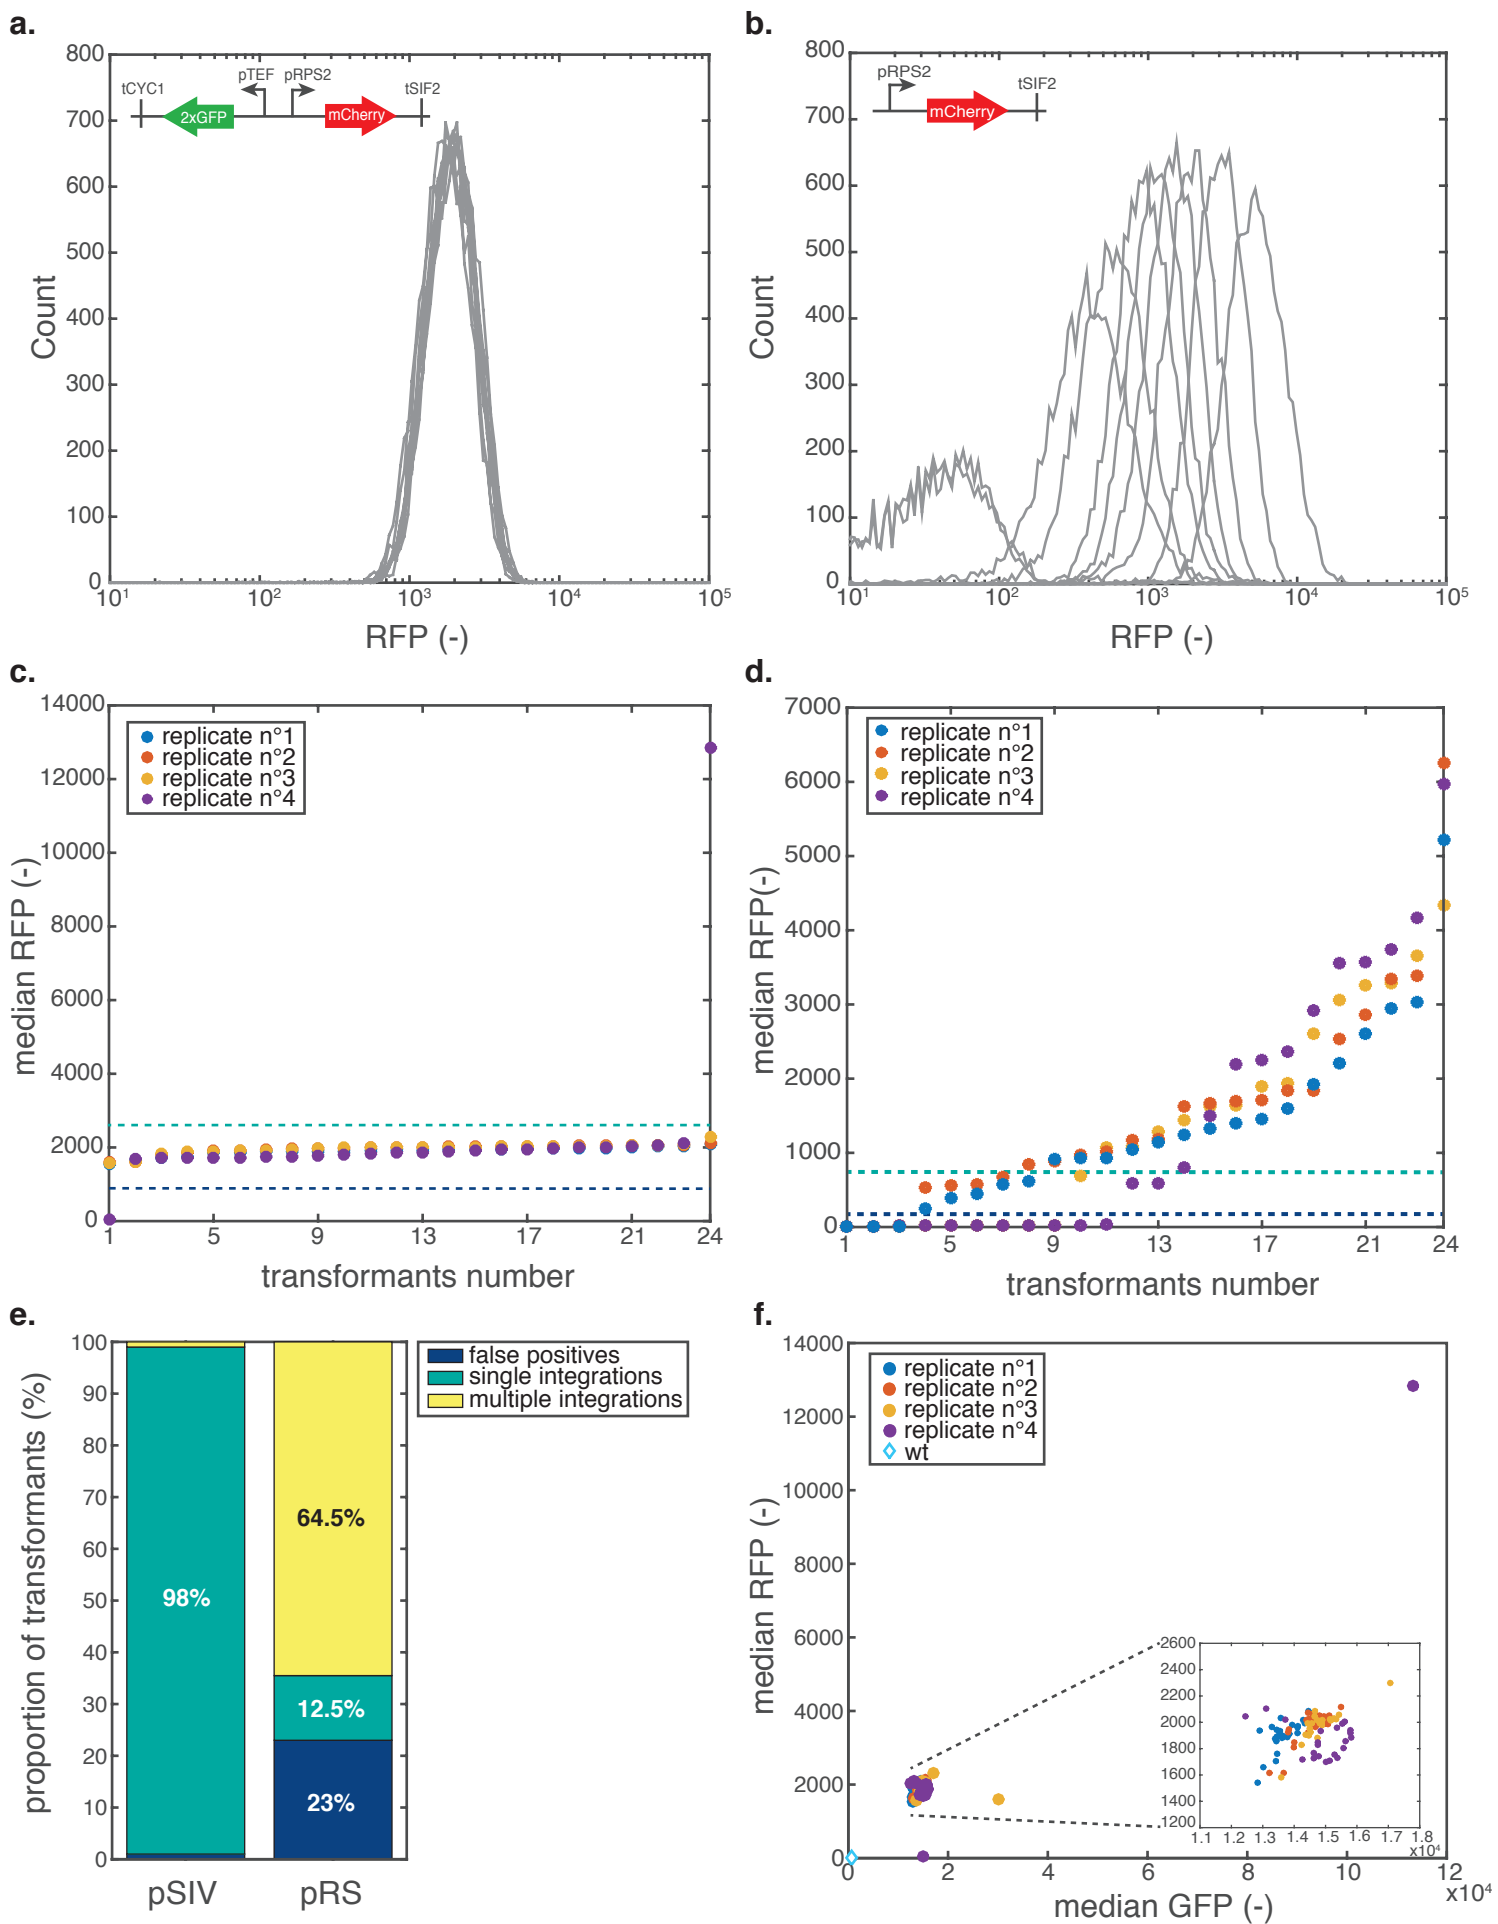 a.
800
700
600
500
400
300
200
100
0
Count
tCYC1
pTEF
pRPS2
tSIF2
2xGFP
mCherry
10¹
10²
10³
10⁴
10⁵
RFP (-)
b.
800
700
600
500
400
300
200
100
0
Count
pRPS2
tSIF2
mCherry
10¹
10²
10³
10⁴
10⁵
RFP (-)
c.
14000
12000
10000
8000
6000
4000
2000
0
median RFP (-)
replicate n°1
replicate n°2
replicate n°3
replicate n°4
1 5 9 13 17 21 24
transformants number
d.
7000
6000
5000
4000
3000
2000
1000
0
median RFP(-)
replicate n°1
replicate n°2
replicate n°3
replicate n°4
1 5 9 13 17 21 24
transformants number
e.
100
90
80
70
60
50
40
30
20
10
0
proportion of transformants (%)
98%
64.5%
12.5%
23%
pSIV
pRS
false positives
single integrations
multiple integrations
f.
14000
12000
10000
8000
6000
4000
2000
0
median RFP (-)
replicate n°1
replicate n°2
replicate n°3
replicate n°4
wt
2600
2400
2200
2000
1800
1600
1400
1200
1.1 1.2 1.3 1.4 1.5 1.6 1.7 1.8
x10⁴
0 2 4 6 8 10 12
x10⁴
median GFP (-)